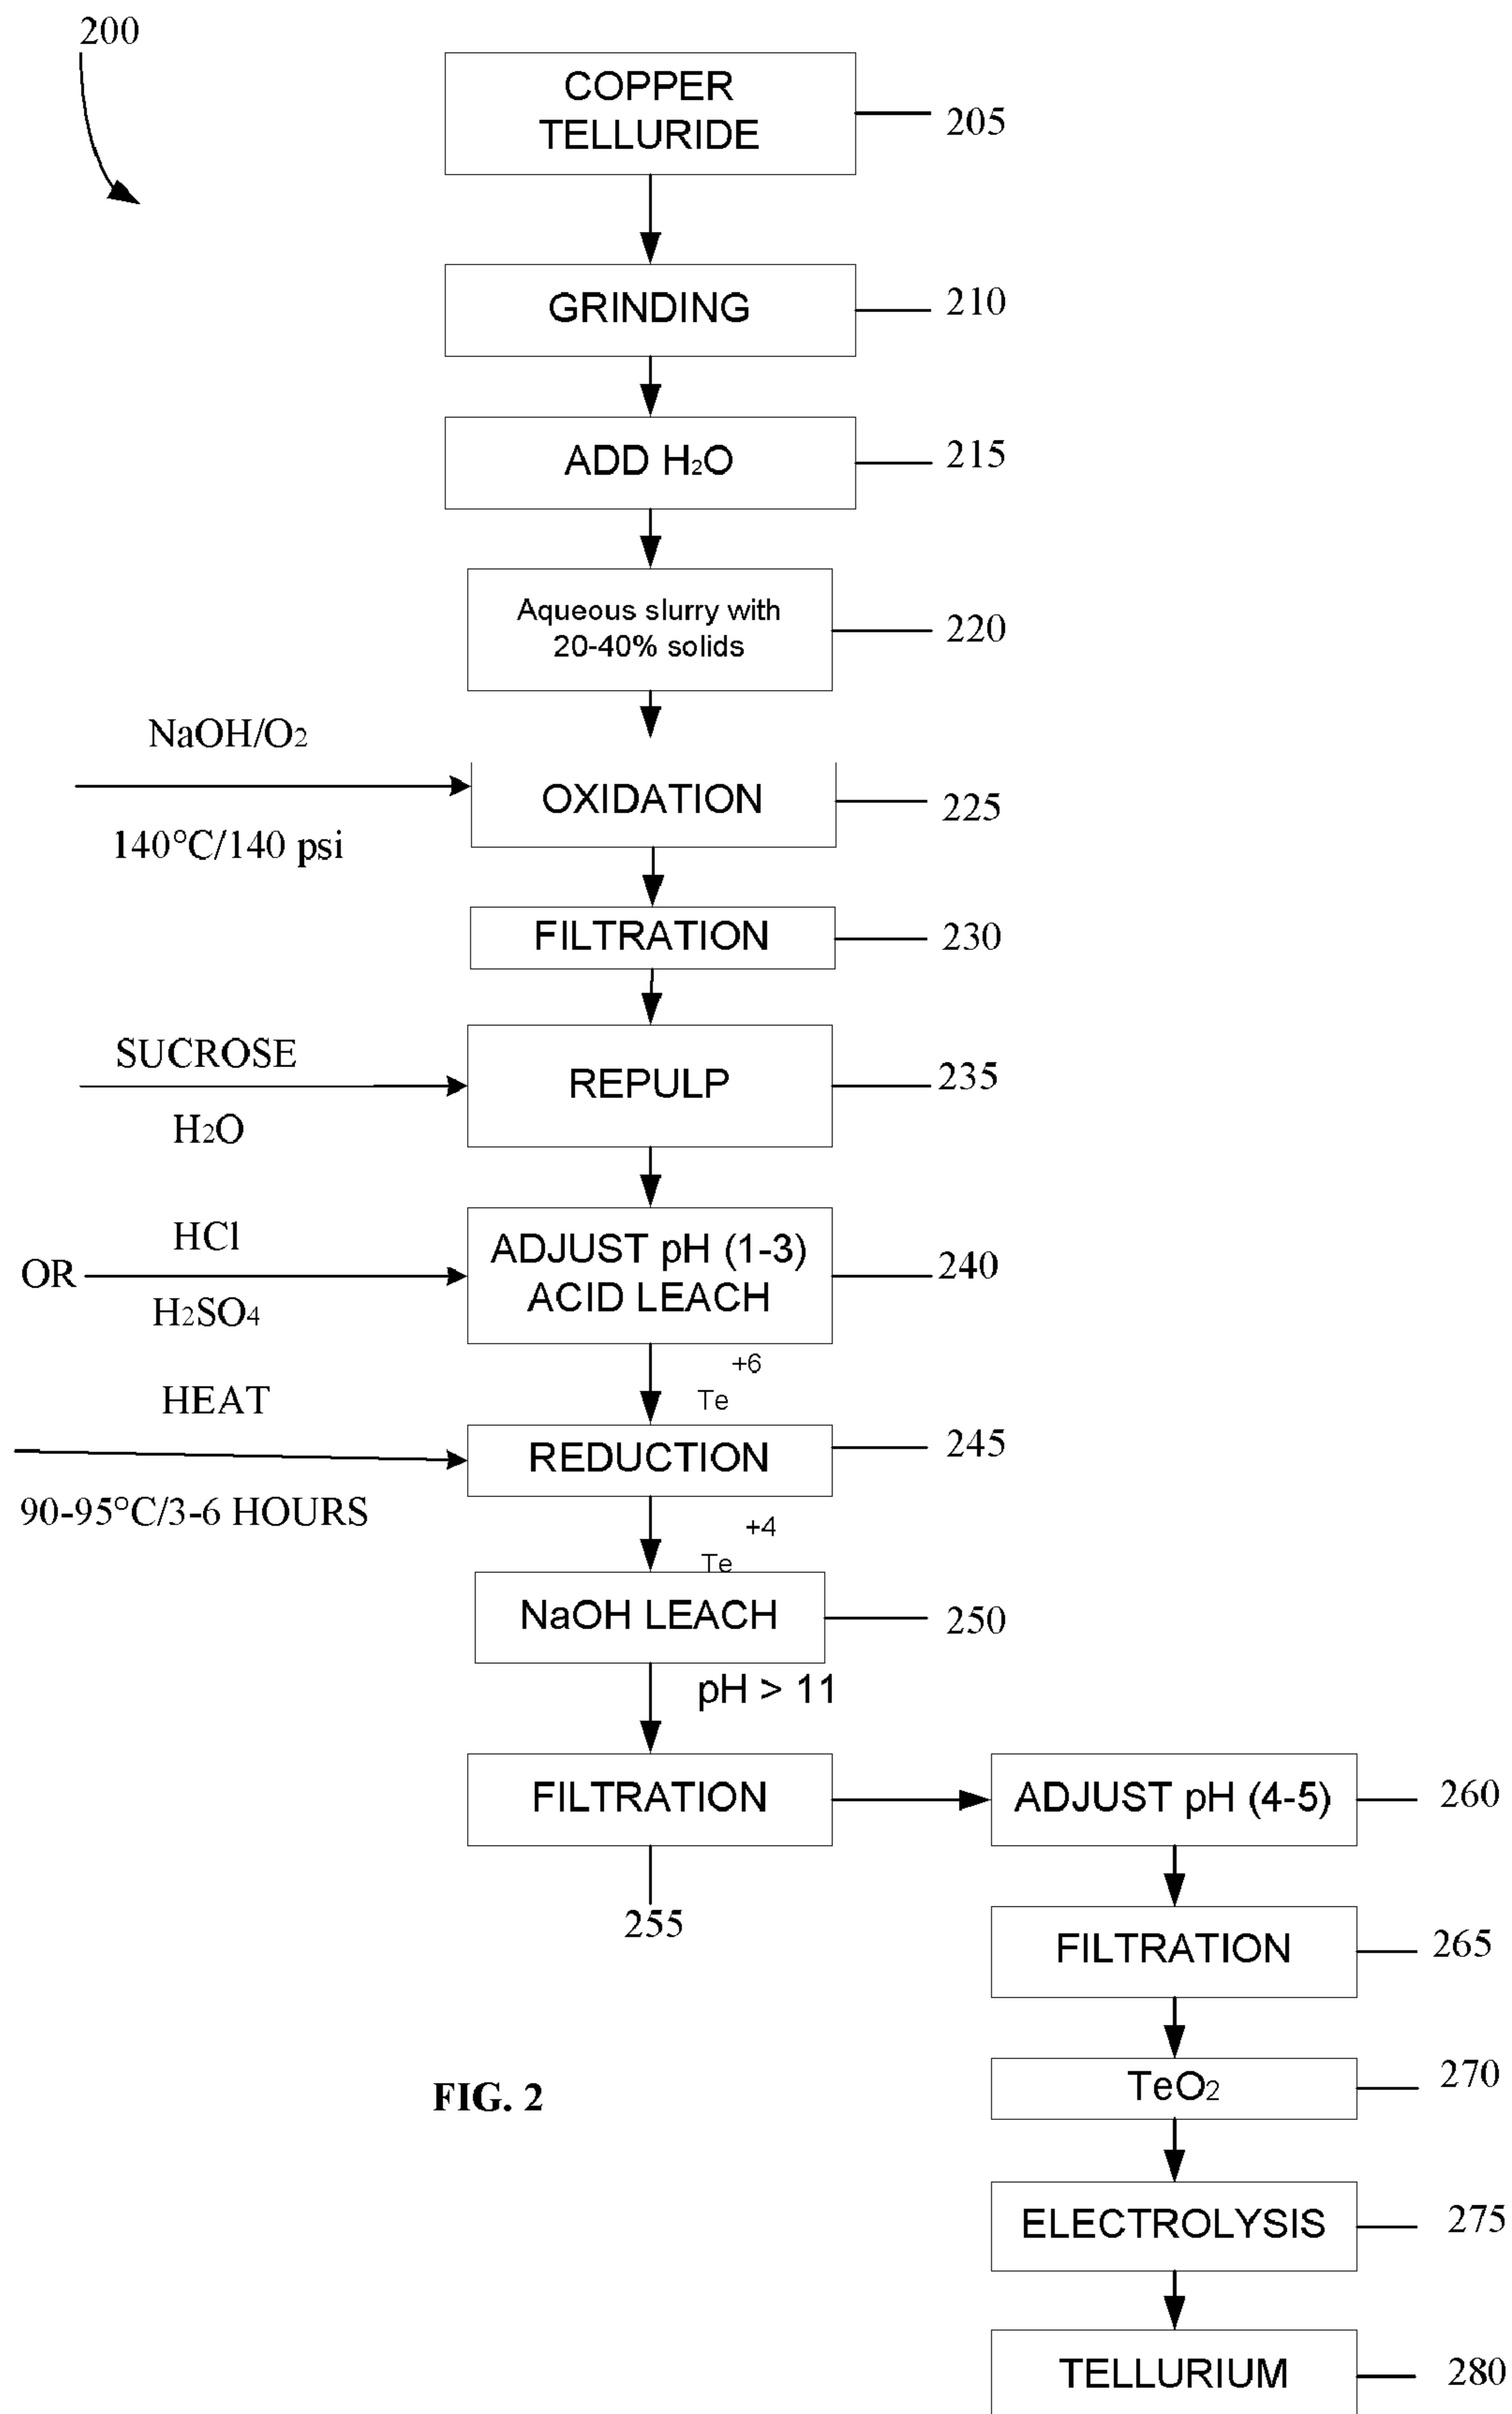 200
COPPER
TELLURIDE
205
GRINDING
210
ADD H₂O
215
Aqueous slurry with
20-40% solids
220
NaOH/O₂
140°C/140 psi
OXIDATION
225
FILTRATION
230
SUCROSE
H₂O
REPULP
235
HCl
OR
H₂SO₄
ADJUST pH (1-3)
ACID LEACH
240
+6
Te
HEAT
90-95°C/3-6 HOURS
REDUCTION
245
+4
Te
NaOH LEACH
250
pH > 11
FILTRATION
255
ADJUST pH (4-5)
260
FILTRATION
265
TeO₂
270
ELECTROLYSIS
275
TELLURIUM
280
FIG. 2